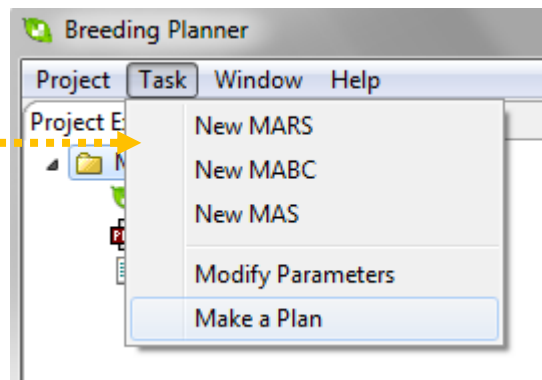 Breeding Planner
Project Task Window Help
Project E
New MARS
New MABC
New MAS
Modify Parameters
Make a Plan